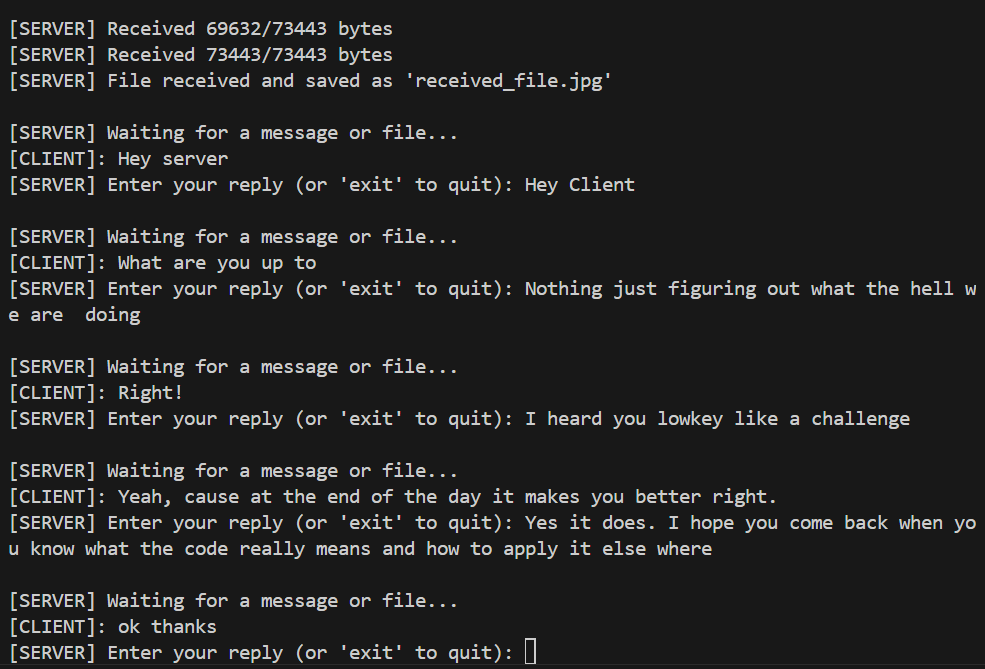 [SERVER] Received 69632/73443 bytes
[SERVER] Received 73443/73443 bytes
[SERVER] File received and saved as 'received_file.jpg'
[SERVER] Waiting for a message or file...
[CLIENT]: Hey server
[SERVER] Enter your reply (or 'exit' to quit): Hey Client
[SERVER] Waiting for a message or file...
[CLIENT]: What are you up to
[SERVER] Enter your reply (or 'exit' to quit): Nothing just figuring out what the hell w
e are  doing
[SERVER] Waiting for a message or file...
[CLIENT]: Right!
[SERVER] Enter your reply (or 'exit' to quit): I heard you lowkey like a challenge
[SERVER] Waiting for a message or file...
[CLIENT]: Yeah, cause at the end of the day it makes you better right.
[SERVER] Enter your reply (or 'exit' to quit): Yes it does. I hope you come back when yo
u know what the code really means and how to apply it else where
[SERVER] Waiting for a message or file...
[CLIENT]: ok thanks
[SERVER] Enter your reply (or 'exit' to quit):